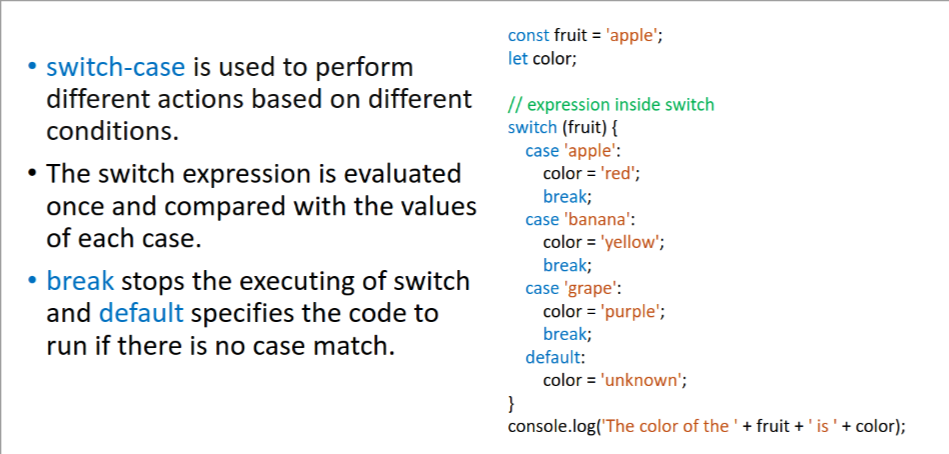 • switch-case is used to perform
different actions based on different
conditions.
• The switch expression is evaluated
once and compared with the values
of each case.
• break stops the executing of switch
and default specifies the code to
run if there is no case match.
const fruit = 'apple';
let color;

// expression inside switch
switch (fruit) {
  case 'apple':
    color = 'red';
    break;
  case 'banana':
    color = 'yellow';
    break;
  case 'grape':
    color = 'purple';
    break;
  default:
    color = 'unknown';
}
console.log('The color of the ' + fruit + ' is ' + color);